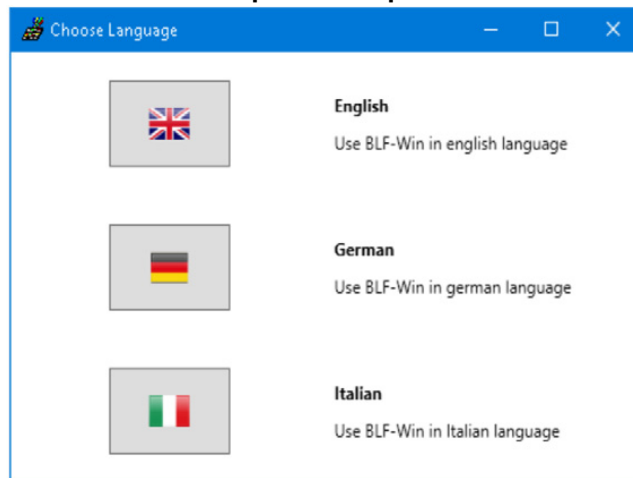 Choose Language
English
Use BLF-Win in english language
German
Use BLF-Win in german language
Italian
Use BLF-Win in Italian language